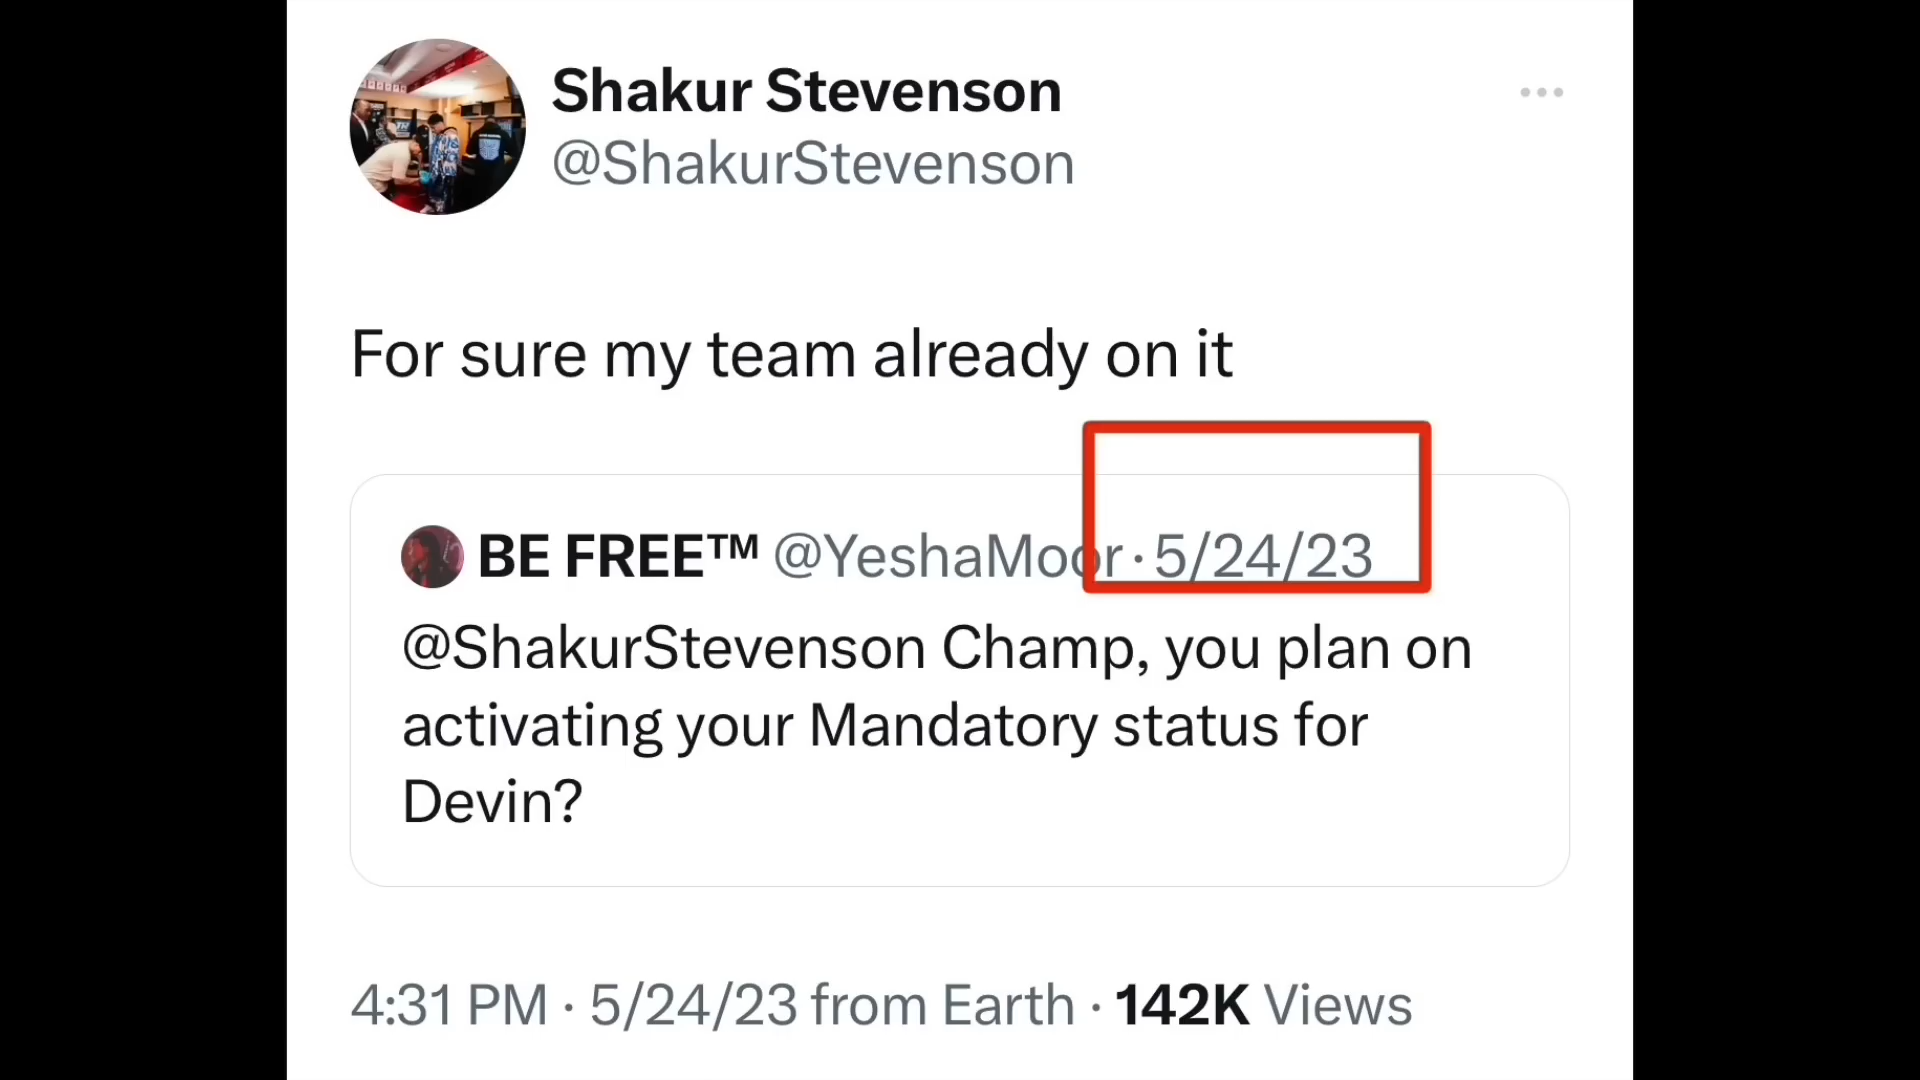 Shakur Stevenson
@ShakurStevenson
For sure my team already on it
BE FREE™ @YeshaMoor · 5/24/23
@ShakurStevenson Champ, you plan on
activating your Mandatory status for
Devin?
4:31 PM · 5/24/23 from Earth · 142K Views